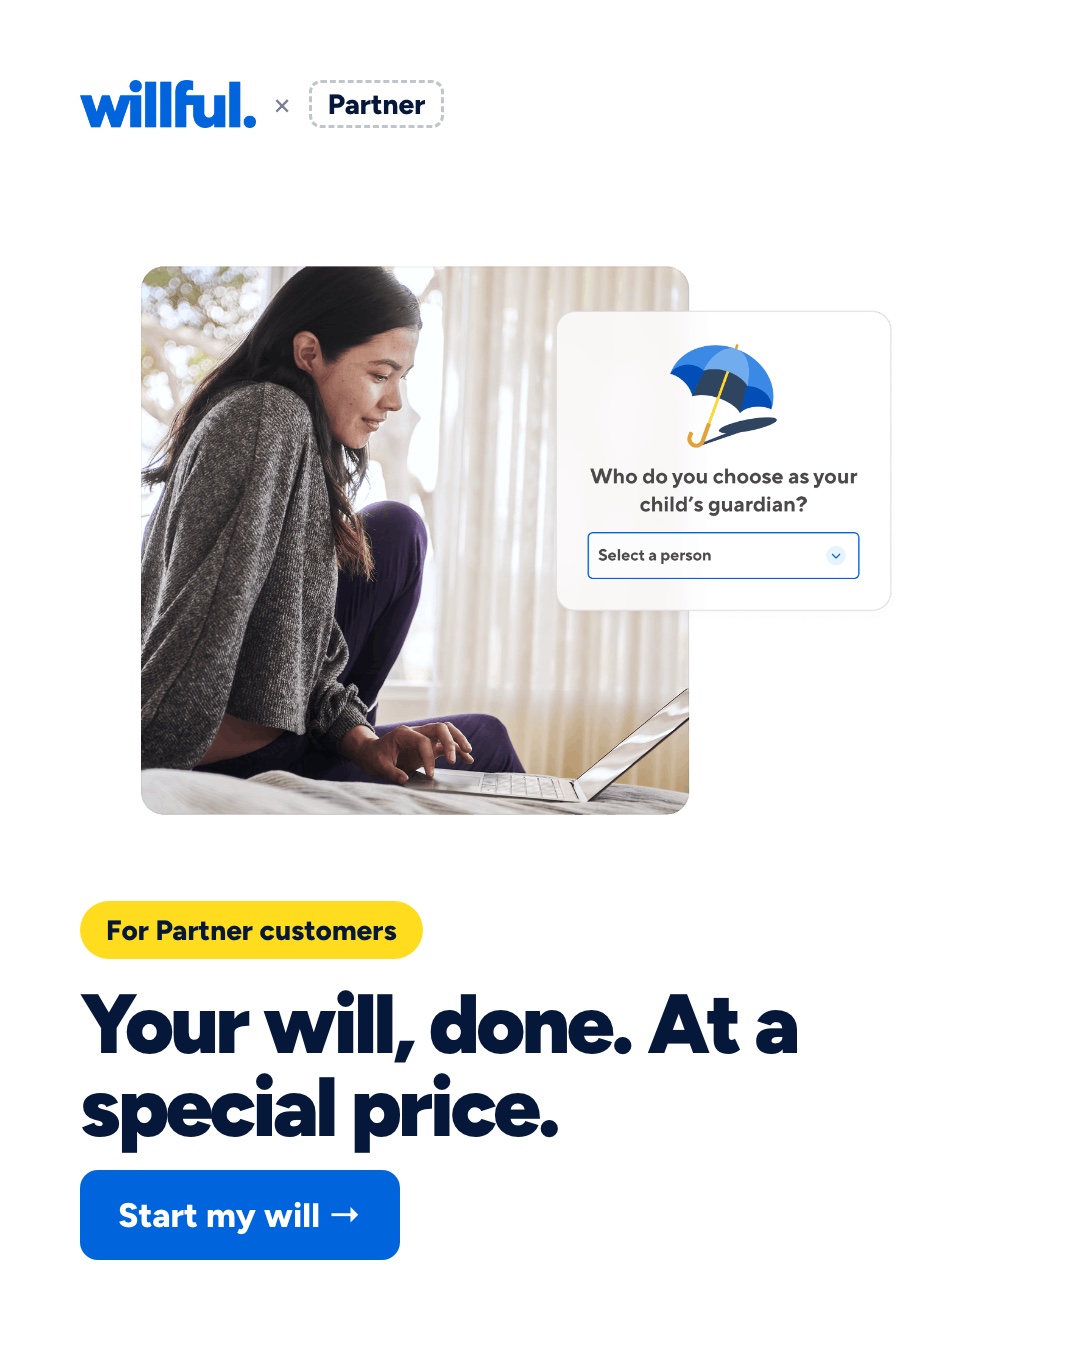 willful. × Partner
Who do you choose as your
child's guardian?
Select a person
For Partner customers
Your will, done. At a
special price.
Start my will →